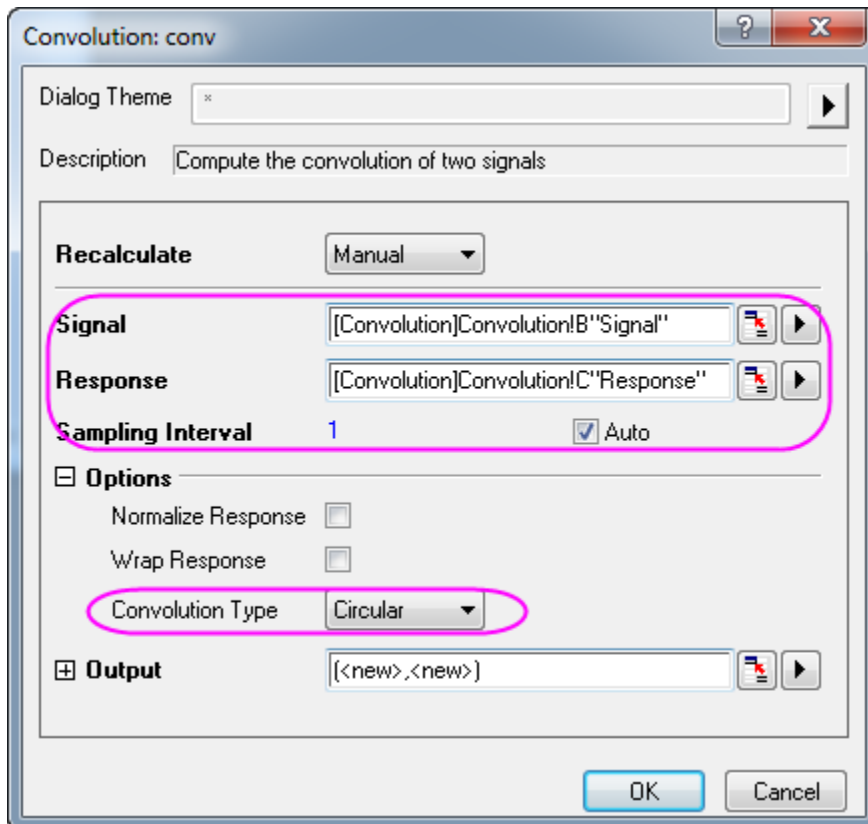 Convolution: conv
Dialog Theme *
Description Compute the convolution of two signals
Recalculate Manual
Signal [Convolution]Convolution!B"Signal"
Response [Convolution]Convolution!C"Response"
Sampling Interval 1 Auto
Options
Normalize Response
Wrap Response
Convolution Type Circular
Output (<new>,<new>)
OK Cancel